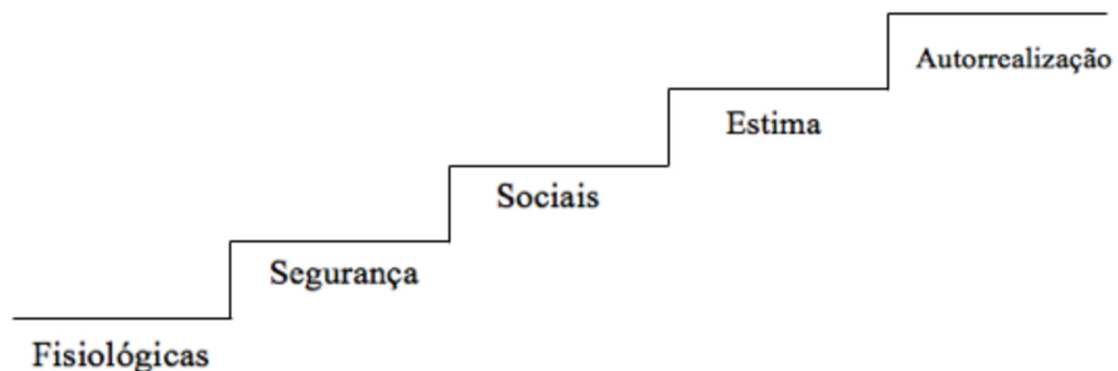 Autorrealização
Estima
Sociais
Segurança
Fisiológicas